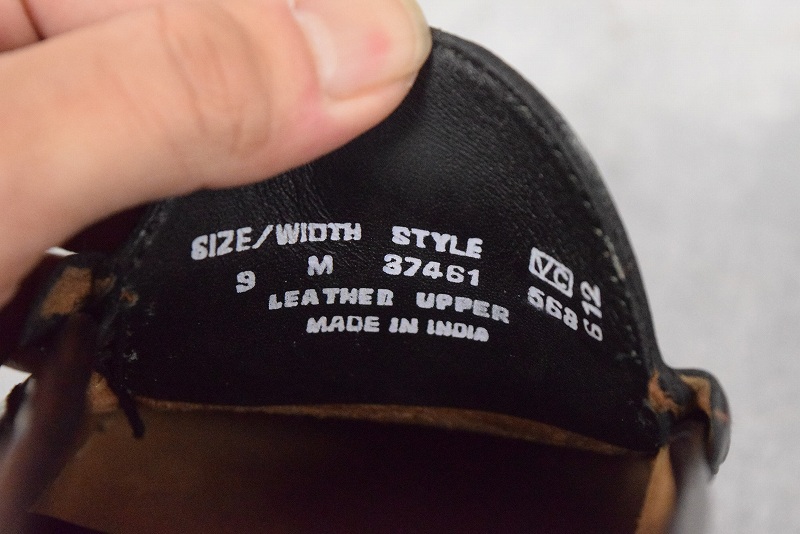 SIZE/WIDTH STYLE
9 M 37461
LEATHER UPPER
MADE IN INDIA
VC
568
612